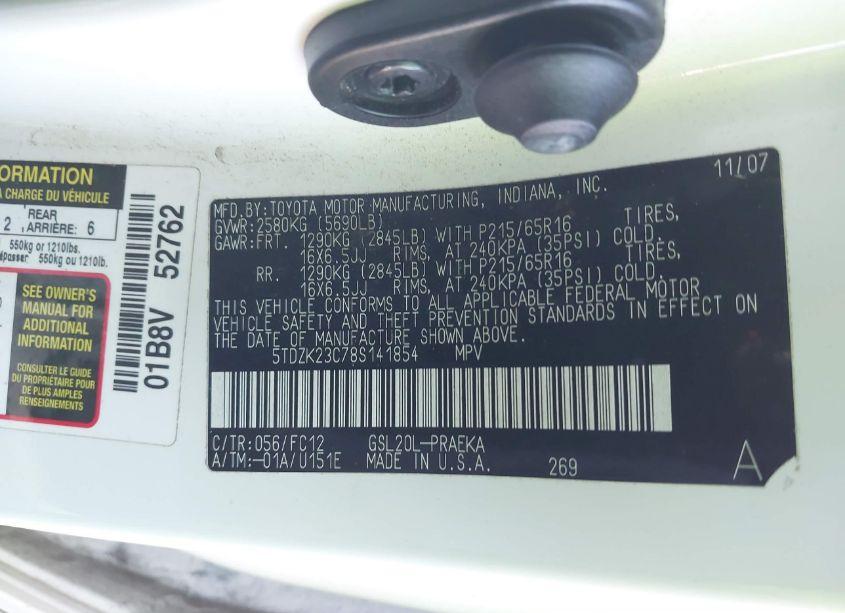 ORMATION
A CHARGE DU VÉHICULE
2 REAR ARRIÈRE: 6
550kg or 1210lbs.
épasser 550kg ou 1210lb.
SEE OWNER'S
MANUAL FOR
ADDITIONAL
INFORMATION
CONSULTER LE GUIDE
DU PROPRIÉTAIRE POUR
DE PLUS AMPLES
RENSEIGNEMENTS
01B8V 52762
11/07
MFD.BY:TOYOTA MOTOR MANUFACTURING, INDIANA, INC.
GVWR:2580KG (5690LB)
GAWR:FRT. 1290KG (2845LB) WITH P215/65R16 TIRES,
16X6.5JJ RIMS, AT 240KPA (35PSI) COLD.
RR. 1290KG (2845LB) WITH P215/65R16 TIRES,
16X6.5JJ RIMS, AT 240KPA (35PSI) COLD.
THIS VEHICLE CONFORMS TO ALL APPLICABLE FEDERAL MOTOR
VEHICLE SAFETY AND THEFT PREVENTION STANDARDS IN EFFECT ON
THE DATE OF MANUFACTURE SHOWN ABOVE.
5TDZK23C78S141854 MPV
C/TR:056/FC12 GSL20L-PRAEKA
A/TM:-01A/U151E MADE IN U.S.A. 269 A